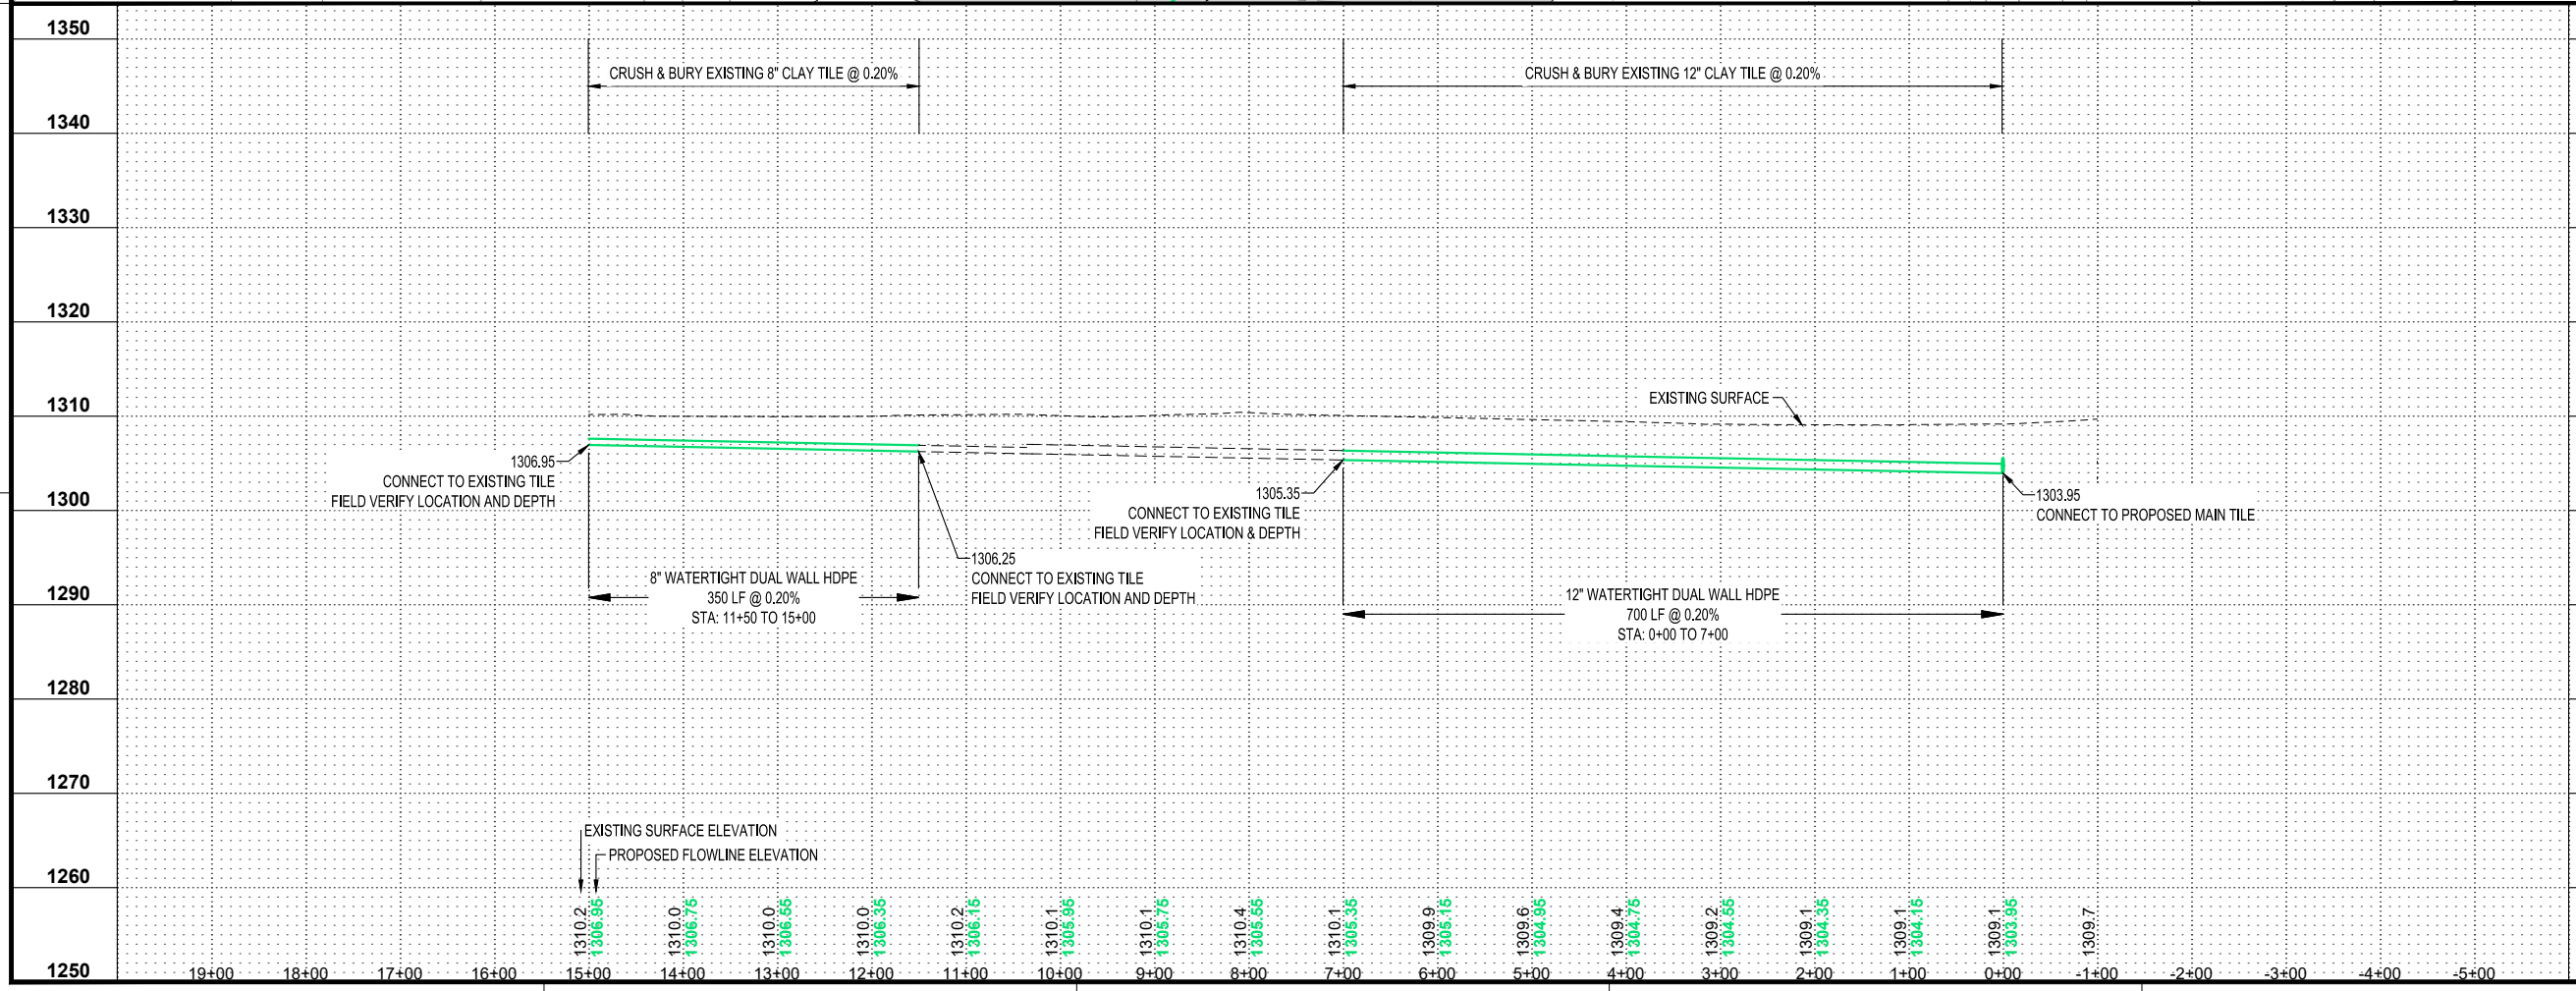 1350
1340
1330
1320
1310
1300
1290
1280
1270
1260
1250
CRUSH & BURY EXISTING 8" CLAY TILE @ 0.20%
CRUSH & BURY EXISTING 12" CLAY TILE @ 0.20%
EXISTING SURFACE
1306.95
CONNECT TO EXISTING TILE
FIELD VERIFY LOCATION AND DEPTH
1306.25
CONNECT TO EXISTING TILE
FIELD VERIFY LOCATION AND DEPTH
1305.35
CONNECT TO EXISTING TILE
FIELD VERIFY LOCATION & DEPTH
1303.95
CONNECT TO PROPOSED MAIN TILE
8" WATERTIGHT DUAL WALL HDPE
350 LF @ 0.20%
STA: 11+50 TO 15+00
12" WATERTIGHT DUAL WALL HDPE
700 LF @ 0.20%
STA: 0+00 TO 7+00
EXISTING SURFACE ELEVATION
PROPOSED FLOWLINE ELEVATION
1310.2
1306.95
1310.0
1306.75
1310.0
1306.55
1310.0
1306.35
1310.2
1306.15
1310.1
1305.95
1310.1
1305.75
1310.4
1305.55
1310.1
1305.35
1309.9
1305.15
1309.6
1304.95
1309.4
1304.75
1309.2
1304.55
1309.1
1304.35
1309.1
1304.15
1309.1
1303.95
1309.7
19+00 18+00 17+00 16+00 15+00 14+00 13+00 12+00 11+00 10+00 9+00 8+00 7+00 6+00 5+00 4+00 3+00 2+00 1+00 0+00 -1+00 -2+00 -3+00 -4+00 -5+00